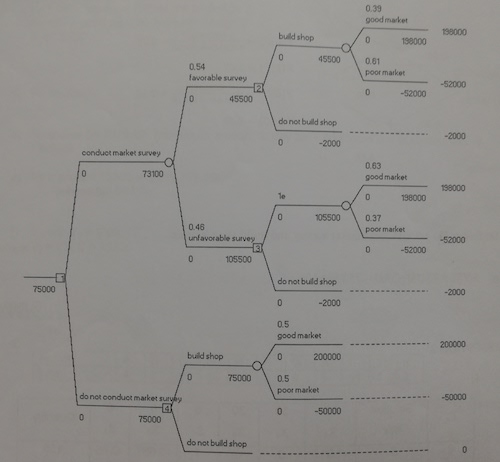 0.39
good market
198000
build shop
0 198000
0.61
poor market
0 45500
-52000
0.54
favorable survey
2
0 -52000
0 45500
do not build shop
-2000
0 -2000
conduct market survey
0.63
good market
198000
0 73100
1e
0 198000
0.37
poor market
0 105500
0.46
unfavorable survey
3
-52000
0 105500
0 -52000
1
do not build shop
75000
-2000
0 -2000
0.5
good market
200000
build shop
0 200000
0.5
poor market
0 75000
do not conduct market survey
4
-50000
0 75000
0 -50000
do not build shop
0